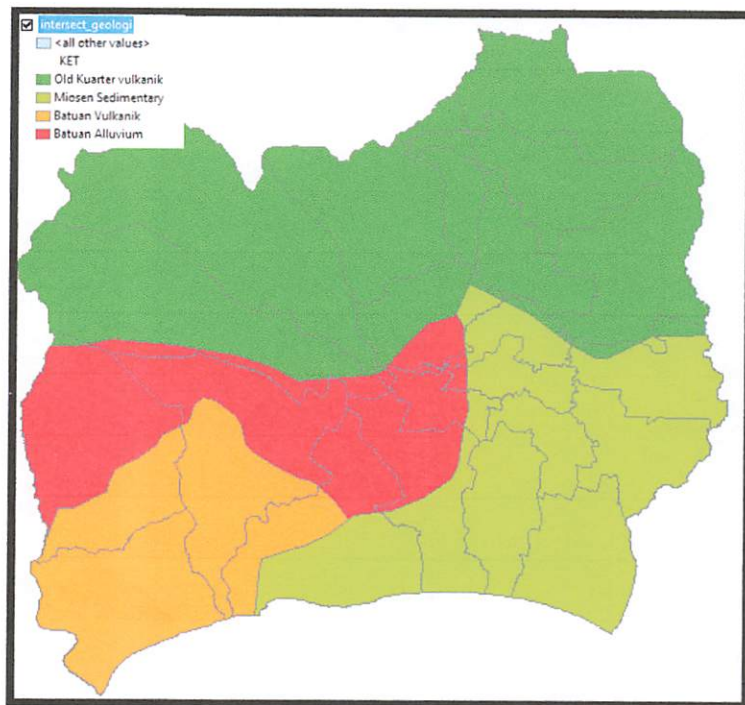 intersect_geologi
<all other values>
KET
Old Kuarter vulkanik
Miosen Sedimentary
Batuan Vulkanik
Batuan Alluvium